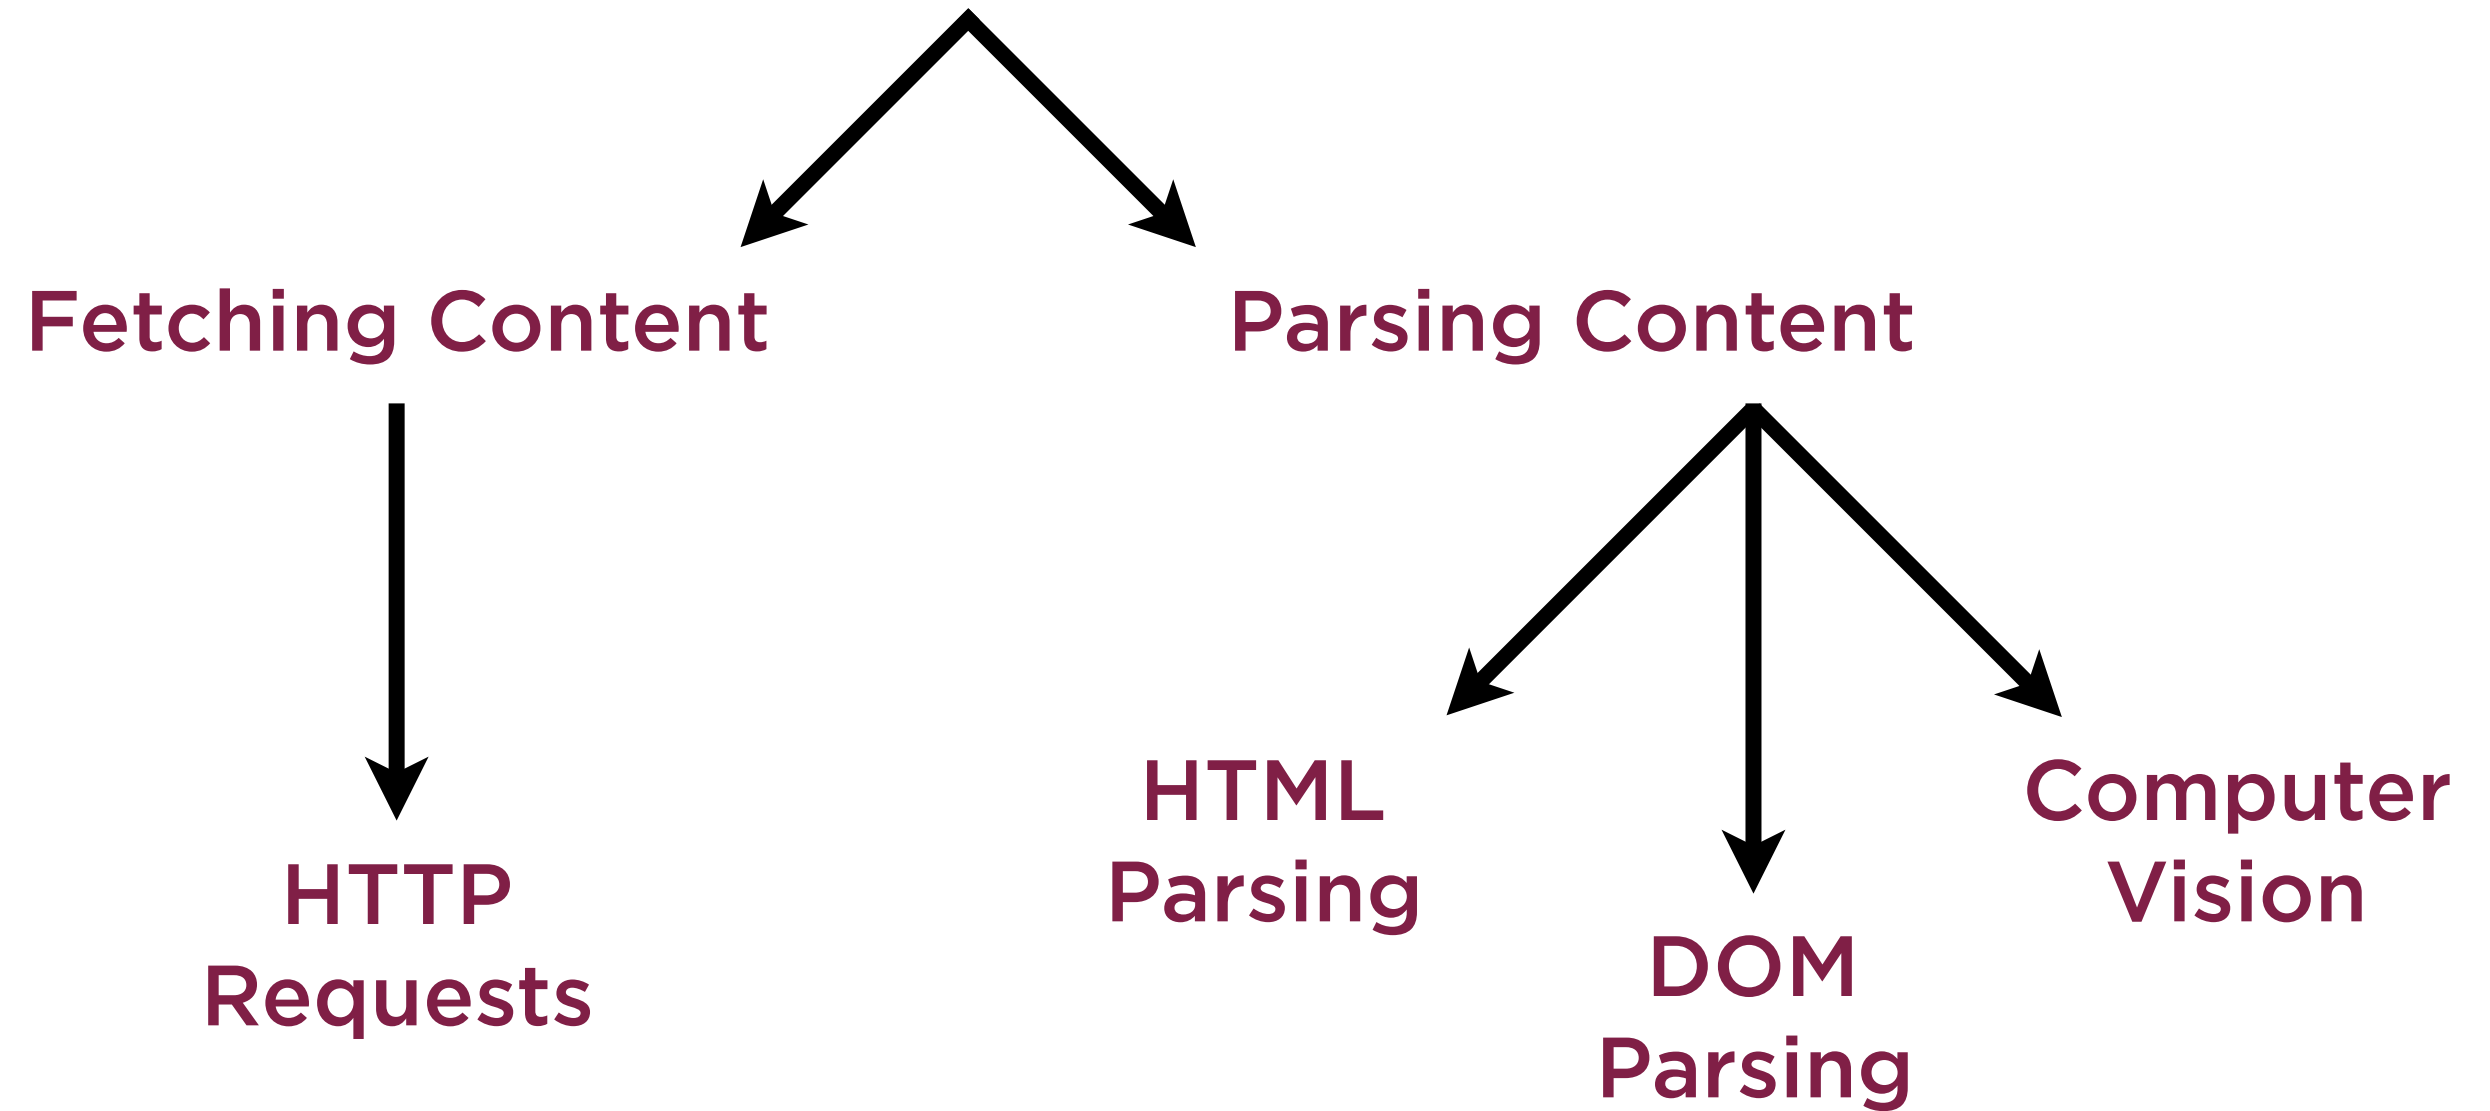 Fetching Content
Parsing Content
HTTP
Requests
HTML
Parsing
DOM
Parsing
Computer
Vision